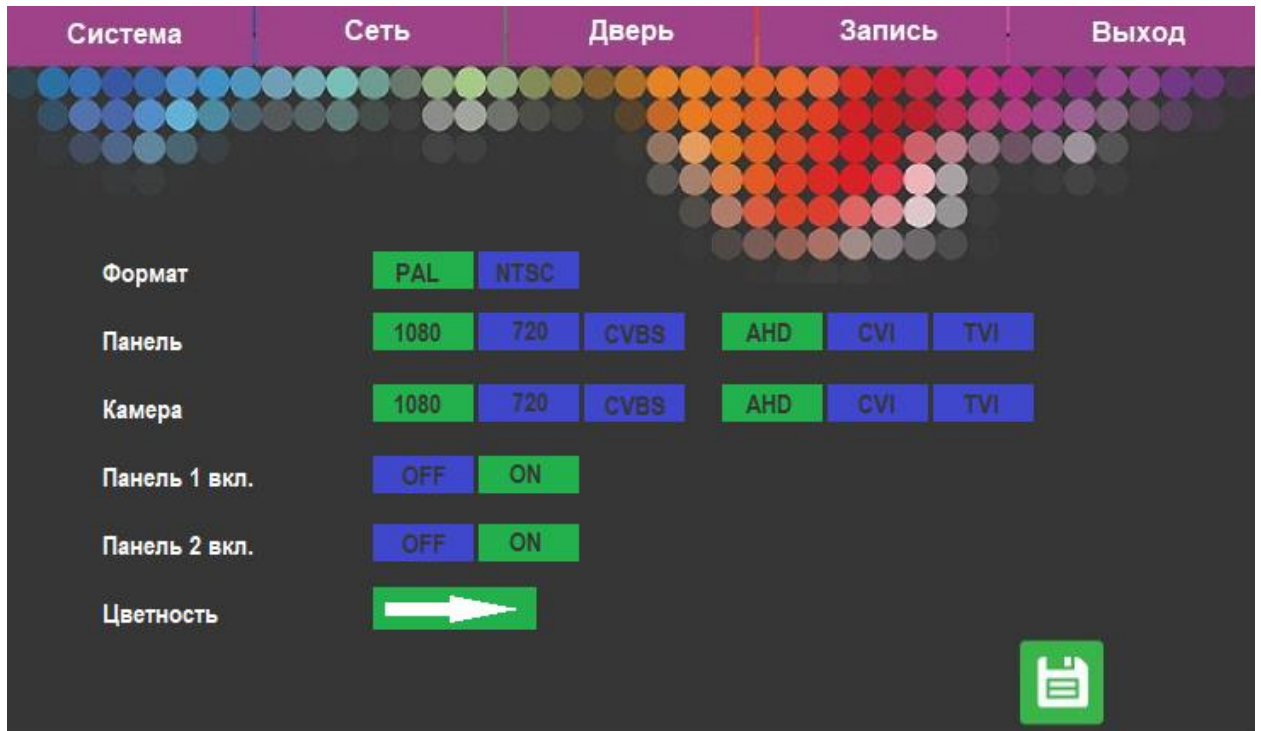 Система Сеть Дверь Запись Выход
Формат PAL NTSC
Панель 1080 720 CVBS AHD CVI TVI
Камера 1080 720 CVBS AHD CVI TVI
Панель 1 вкл. OFF ON
Панель 2 вкл. OFF ON
Цветность